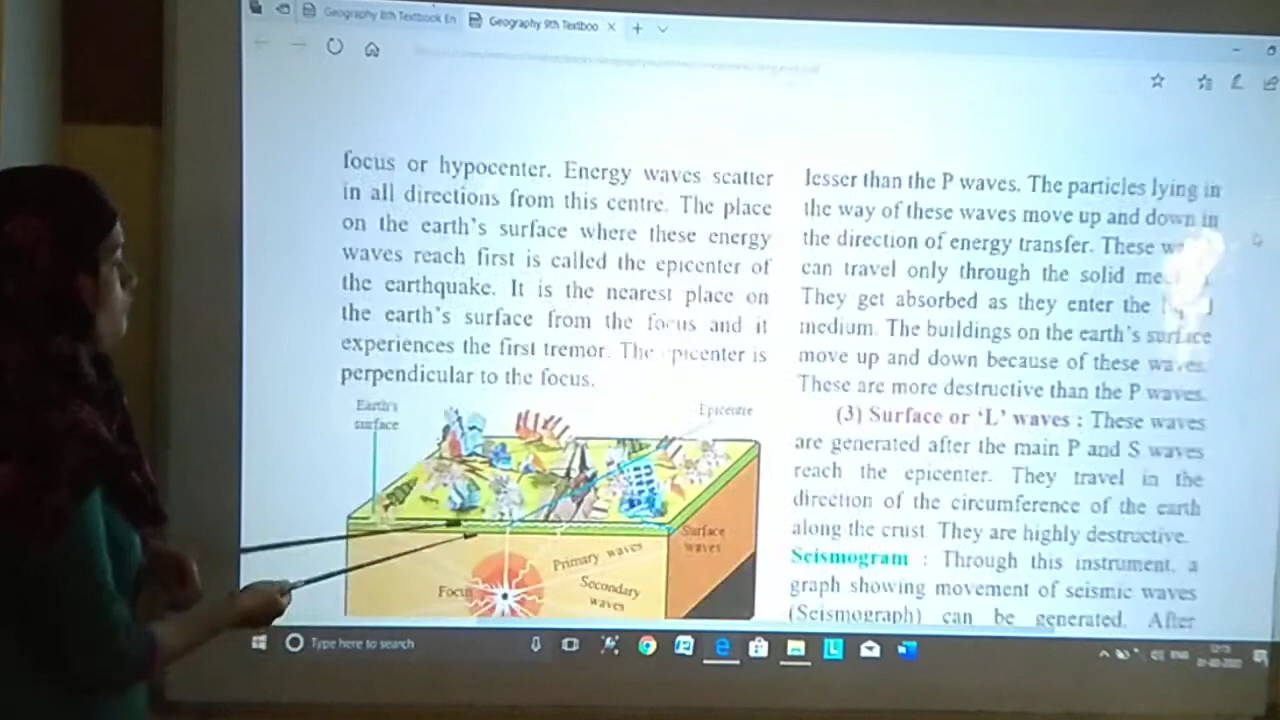 Geography 8th Textbook En
Geography 9th Textboo
focus or hypocenter. Energy waves scatter
in all directions from this centre. The place
on the earth's surface where these energy
waves reach first is called the epicenter of
the earthquake. It is the nearest place on
the earth's surface from the focus and it
experiences the first tremor. The epicenter is
perpendicular to the focus.
Earth's
surface
Epicentre
Surface
waves
Primary waves
Secondary
waves
Focus
lesser than the P waves. The particles lying in
the way of these waves move up and down in
the direction of energy transfer. These
can travel only through the solid
They get absorbed as they enter the
medium. The buildings on the earth's surface
move up and down because of these waves.
These are more destructive than the P waves.
(3) Surface or 'L' waves : These waves
are generated after the main P and S waves
reach the epicenter. They travel in the
direction of the circumference of the earth
along the crust. They are highly destructive.
Seismogram : Through this instrument, a
graph showing movement of seismic waves
(Seismograph) can be generated. After
Type here to search